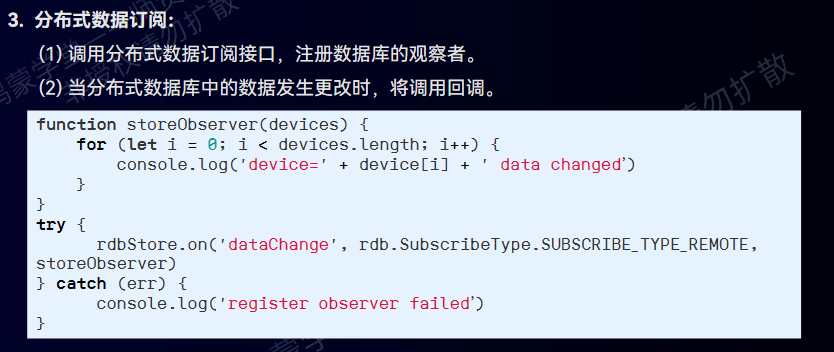 3. 分布式数据订阅：
(1) 调用分布式数据订阅接口，注册数据库的观察者。
(2) 当分布式数据库中的数据发生更改时，将调用回调。
function storeObserver(devices) {
    for (let i = 0; i < devices.length; i++) {
        console.log('device=' + device[i] + ' data changed’)
    }
}
try {
      rdbStore.on('dataChange', rdb.SubscribeType.SUBSCRIBE_TYPE_REMOTE,
storeObserver)
} catch (err) {
      console.log('register observer failed’)
}
勿扩散